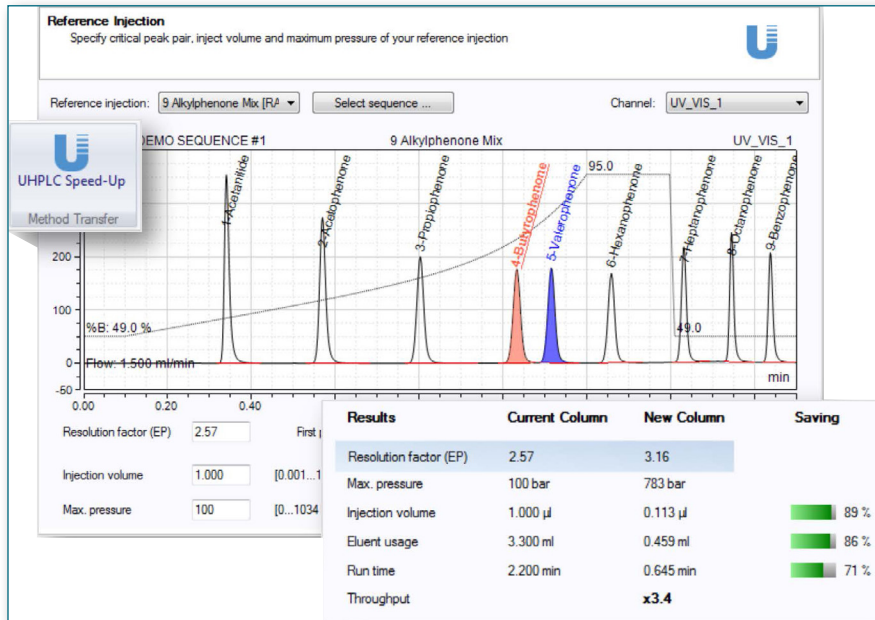 Reference Injection
Specify critical peak pair, inject volume and maximum pressure of your reference injection
Reference injection: 9 Alkylphenone Mix [RA Select sequence ... Channel: UV_VIS_1
UHPLC Speed-Up
Method Transfer
DEMO SEQUENCE #1 9 Alkylphenone Mix UV_VIS_1
95.0
1-Acetanilide
2-Acetophenone
3-Propiophenone
4-Butyrophenone
5-Valerophenone
6-Hexanophenone
7-Heptanophenone
8-Octanophenone
9-Benzophenone
200
100
%B: 49.0 % 49.0
0
Flow: 1.500 ml/min
-50 min
0.00 0.20 0.40
Resolution factor (EP) 2.57 First
Injection volume 1.000 [0.001...1
Max. pressure 100 [0...1034
Results Current Column New Column Saving
Resolution factor (EP) 2.57 3.16
Max. pressure 100 bar 783 bar
Injection volume 1.000 µl 0.113 µl 89 %
Eluent usage 3.300 ml 0.459 ml 86 %
Run time 2.200 min 0.645 min 71 %
Throughput x3.4